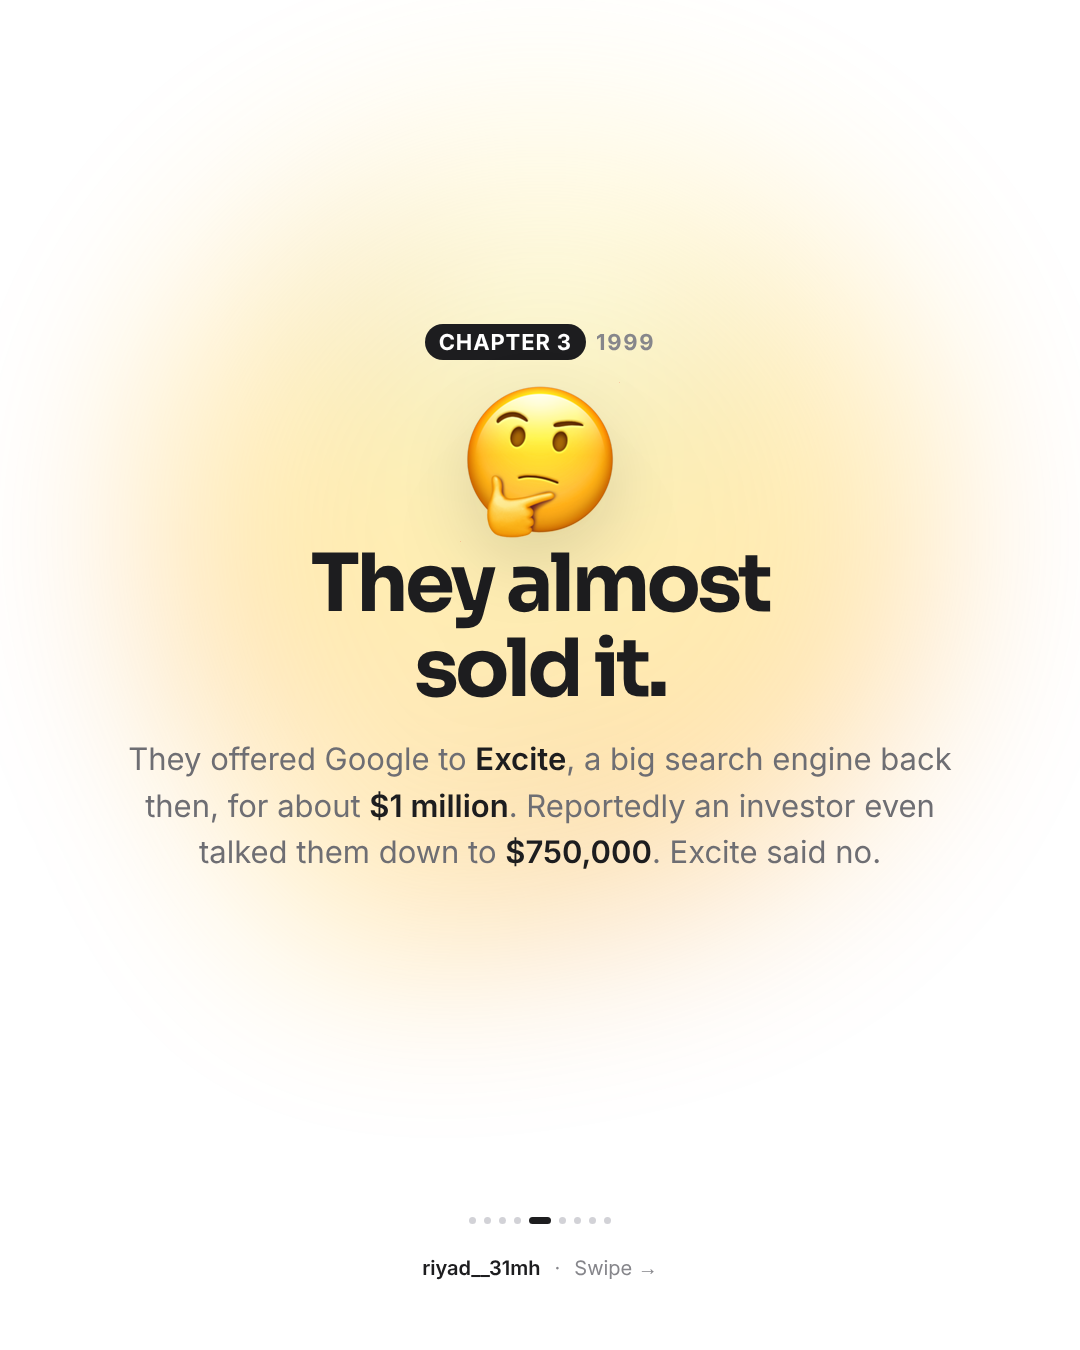 CHAPTER 3 1999
They almost
sold it.
They offered Google to Excite, a big search engine back
then, for about $1 million. Reportedly an investor even
talked them down to $750,000. Excite said no.
riyad__31mh · Swipe →